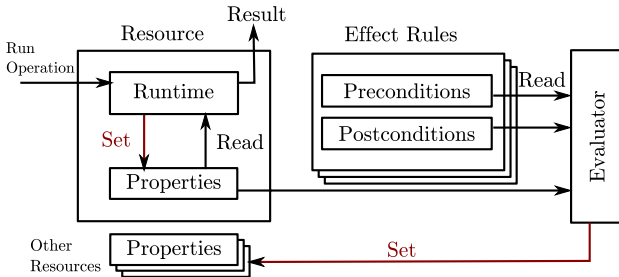 Result
Resource
Effect Rules
Run
Operation
Runtime
Preconditions
Read
Set
Read
Postconditions
Evaluator
Properties
Other
Resources
Properties
Set